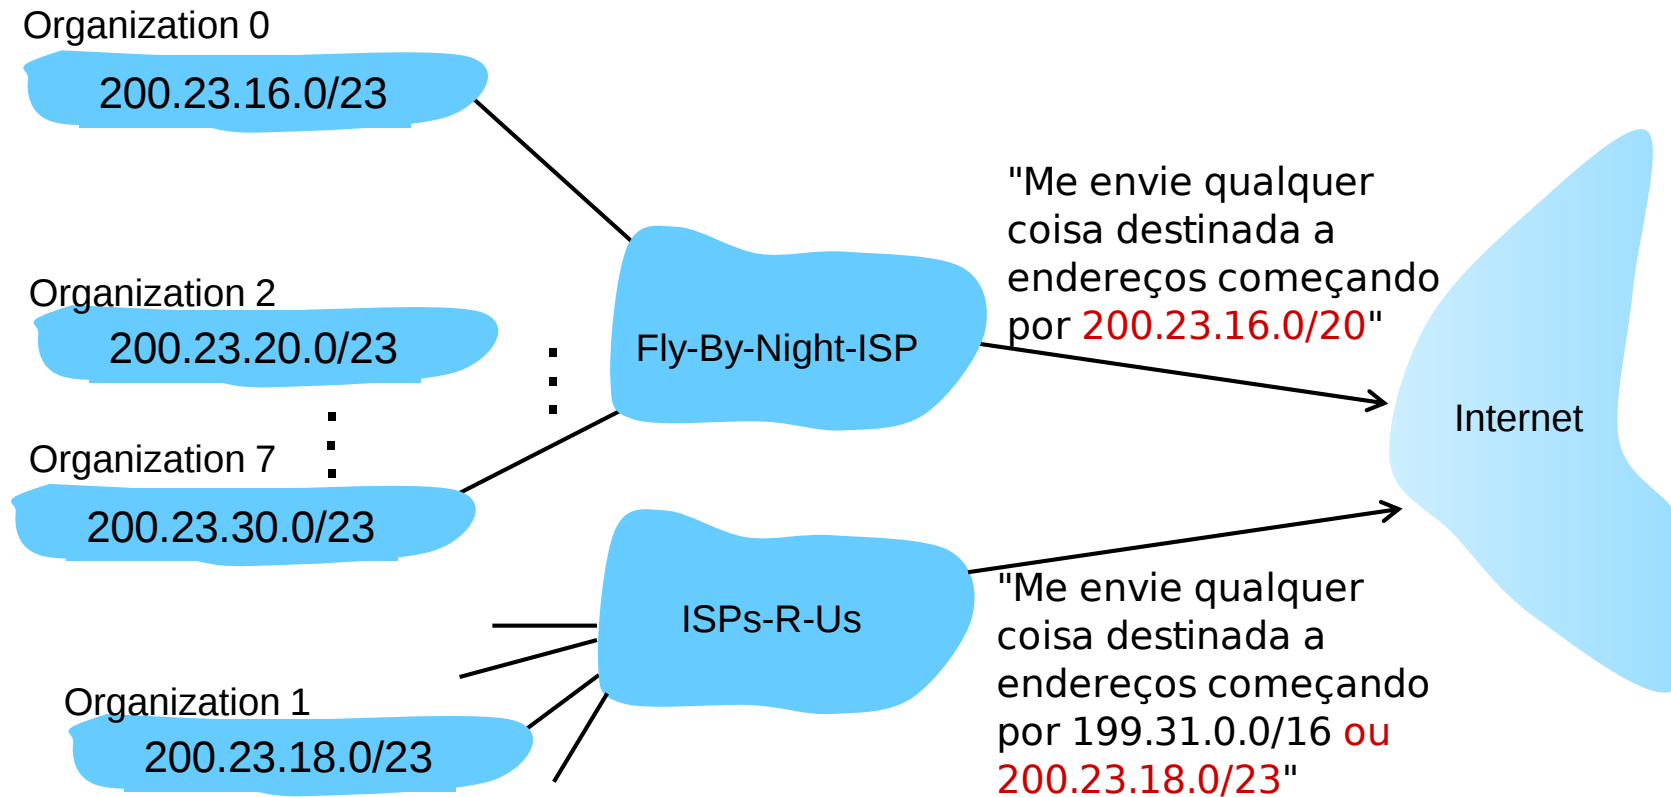 Organization 0
200.23.16.0/23
Organization 2
200.23.20.0/23
Organization 7
200.23.30.0/23
Organization 1
200.23.18.0/23
Fly-By-Night-ISP
ISPs-R-Us
"Me envie qualquer
coisa destinada a
endereços começando
por 200.23.16.0/20"
"Me envie qualquer
coisa destinada a
endereços começando
por 199.31.0.0/16 ou
200.23.18.0/23"
Internet